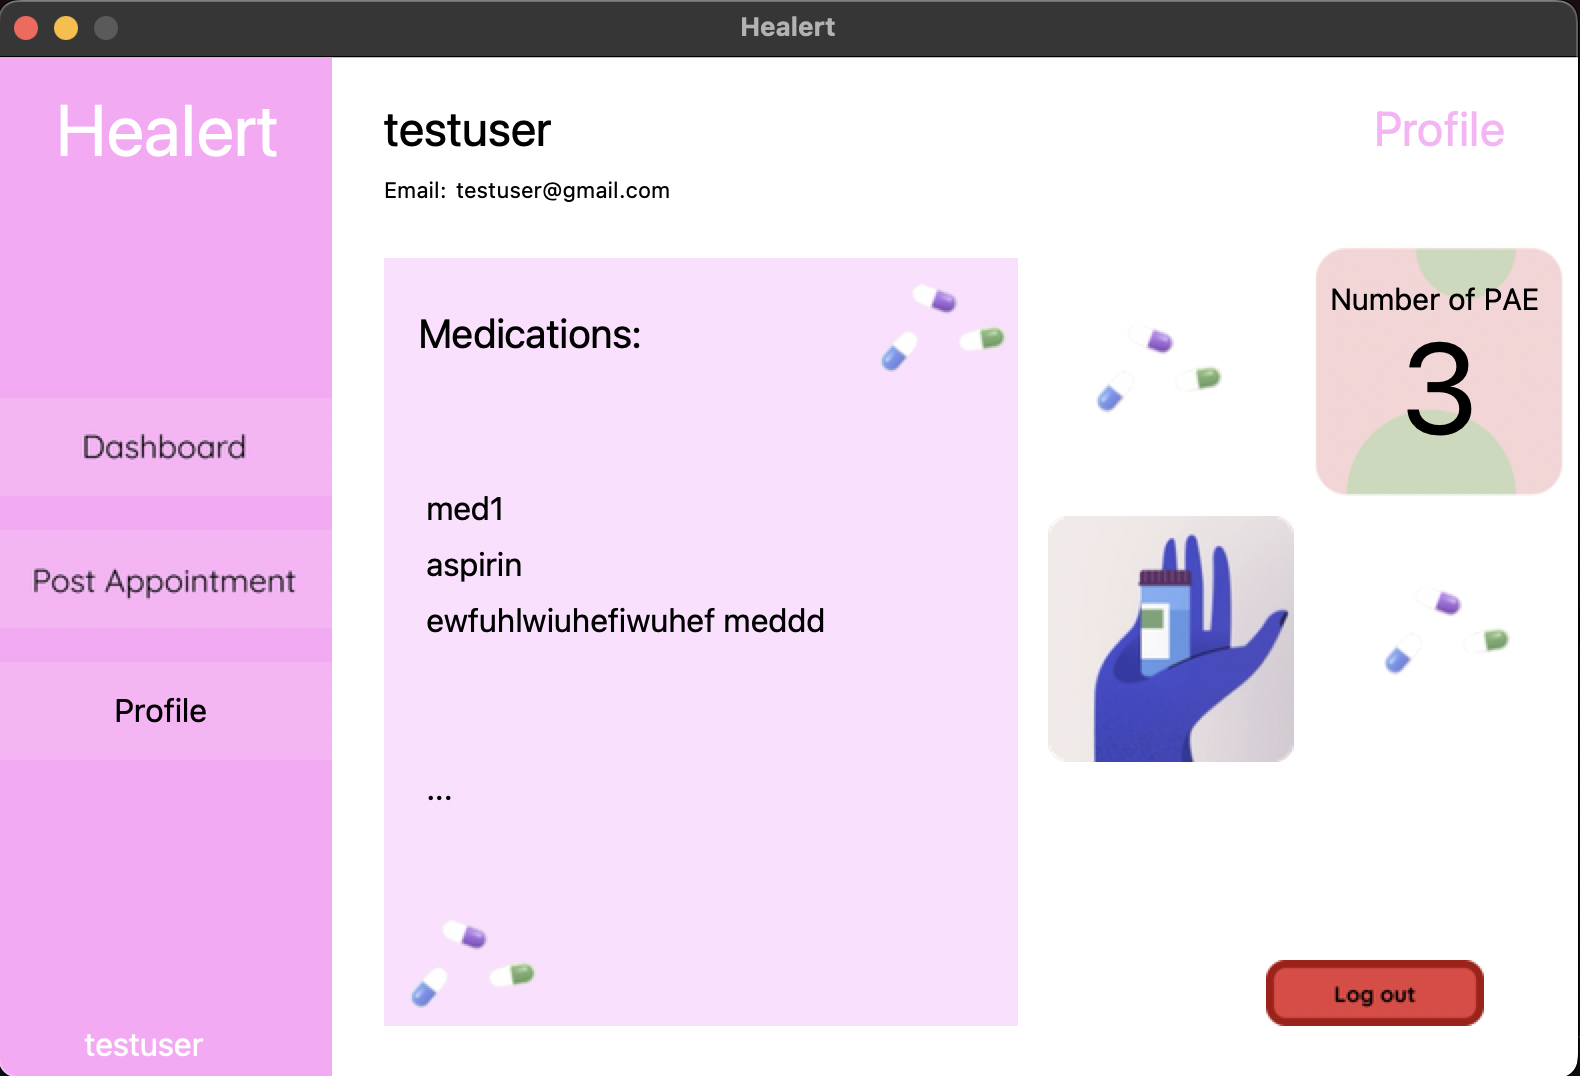 Healert
Healert
Dashboard
Post Appointment
Profile
testuser
testuser
Profile
Email: testuser@gmail.com
Medications:
med1
aspirin
ewfuhlwiuhefiwuhef meddd
...
Number of PAE
3
Log out